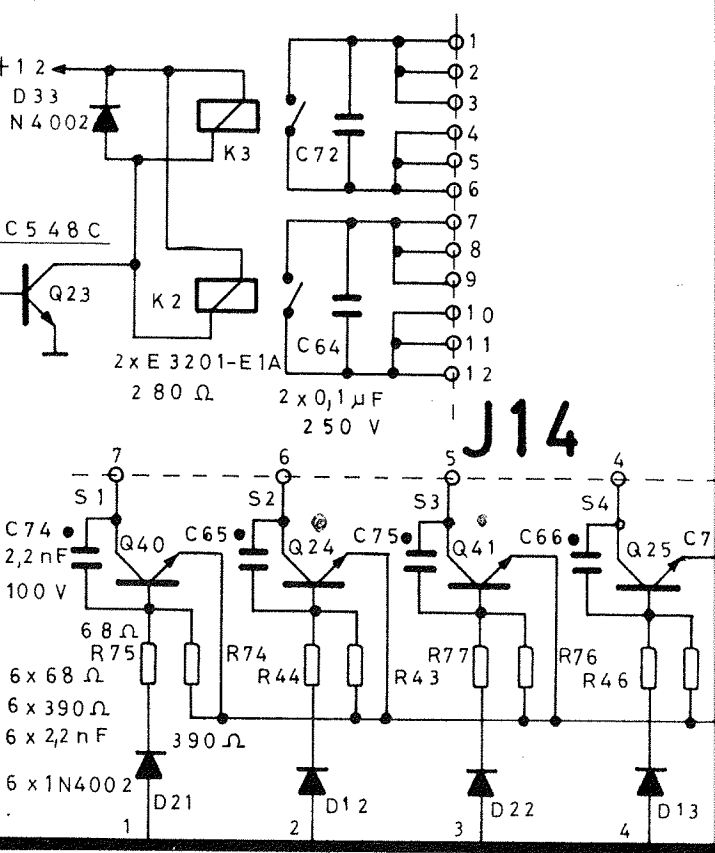 1
+12
2
D33
N4002
3
4
K3
C72
5
6
7
C548C
8
9
Q23
K2
10
C64
11
2xE3201-E1A
12
280 Ω
2x0,1µF
250 V
J14
7
6
5
4
S1
S2
S3
S4
C74
Q40
C65
Q24
C75
Q41
C66
Q25
C7
2,2nF
100 V
68Ω
R75
R74
R44
R43
R77
R76
R46
6x68Ω
6x390Ω
6x2,2nF
390Ω
6x1N4002
D21
D12
D22
D13
1
2
3
4